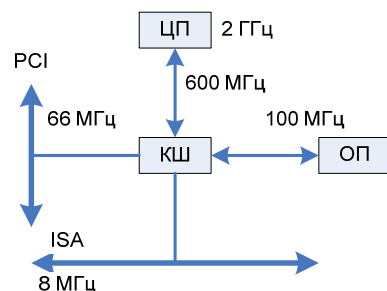 ЦП 2 ГГц
PCI
600 МГц
66 МГц
100 МГц
КШ
ОП
ISA
8 МГц